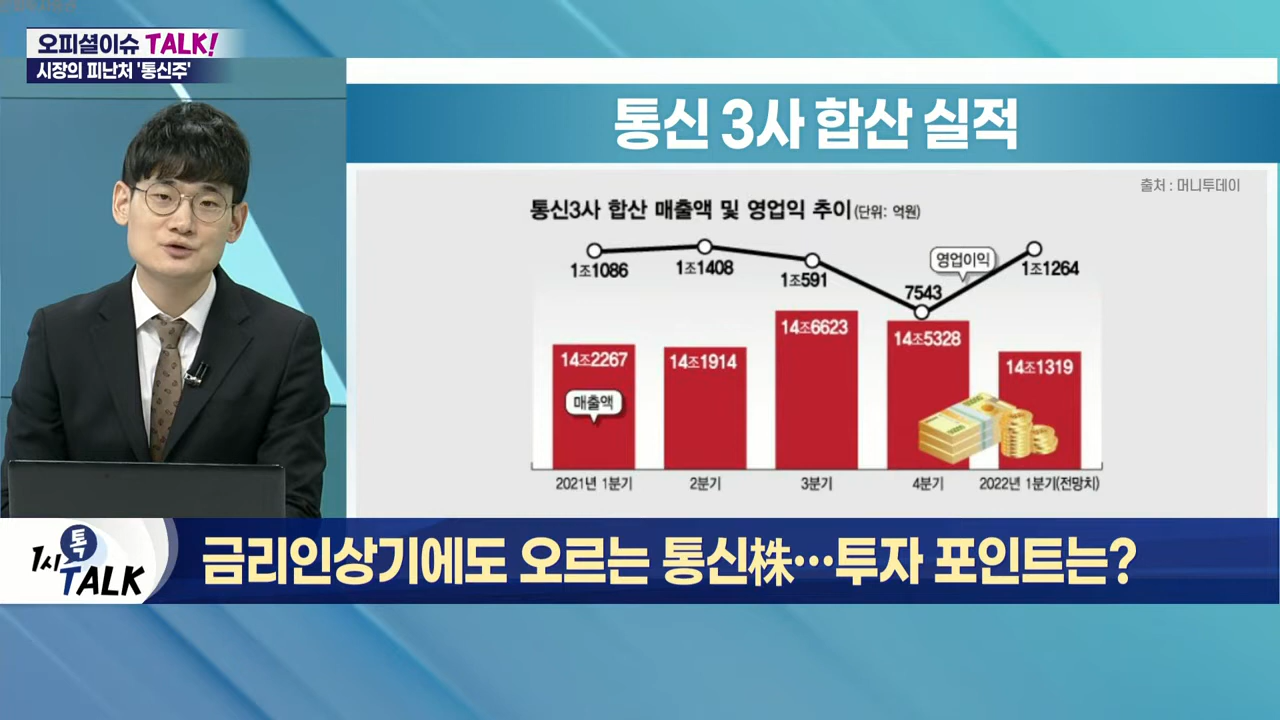 오피셜이슈 TALK!
시장의 피난처 '통신주'
통신 3사 합산 실적
출처 : 머니투데이
통신3사 합산 매출액 및 영업익 추이(단위: 억원)
영업이익
1조1086
1조1408
1조591
7543
1조1264
14조2267
14조1914
14조6623
14조5328
14조1319
매출액
2021년 1분기
2분기
3분기
4분기
2022년 1분기(전망치)
1시 톡 TALK
금리인상기에도 오르는 통신株…투자 포인트는?